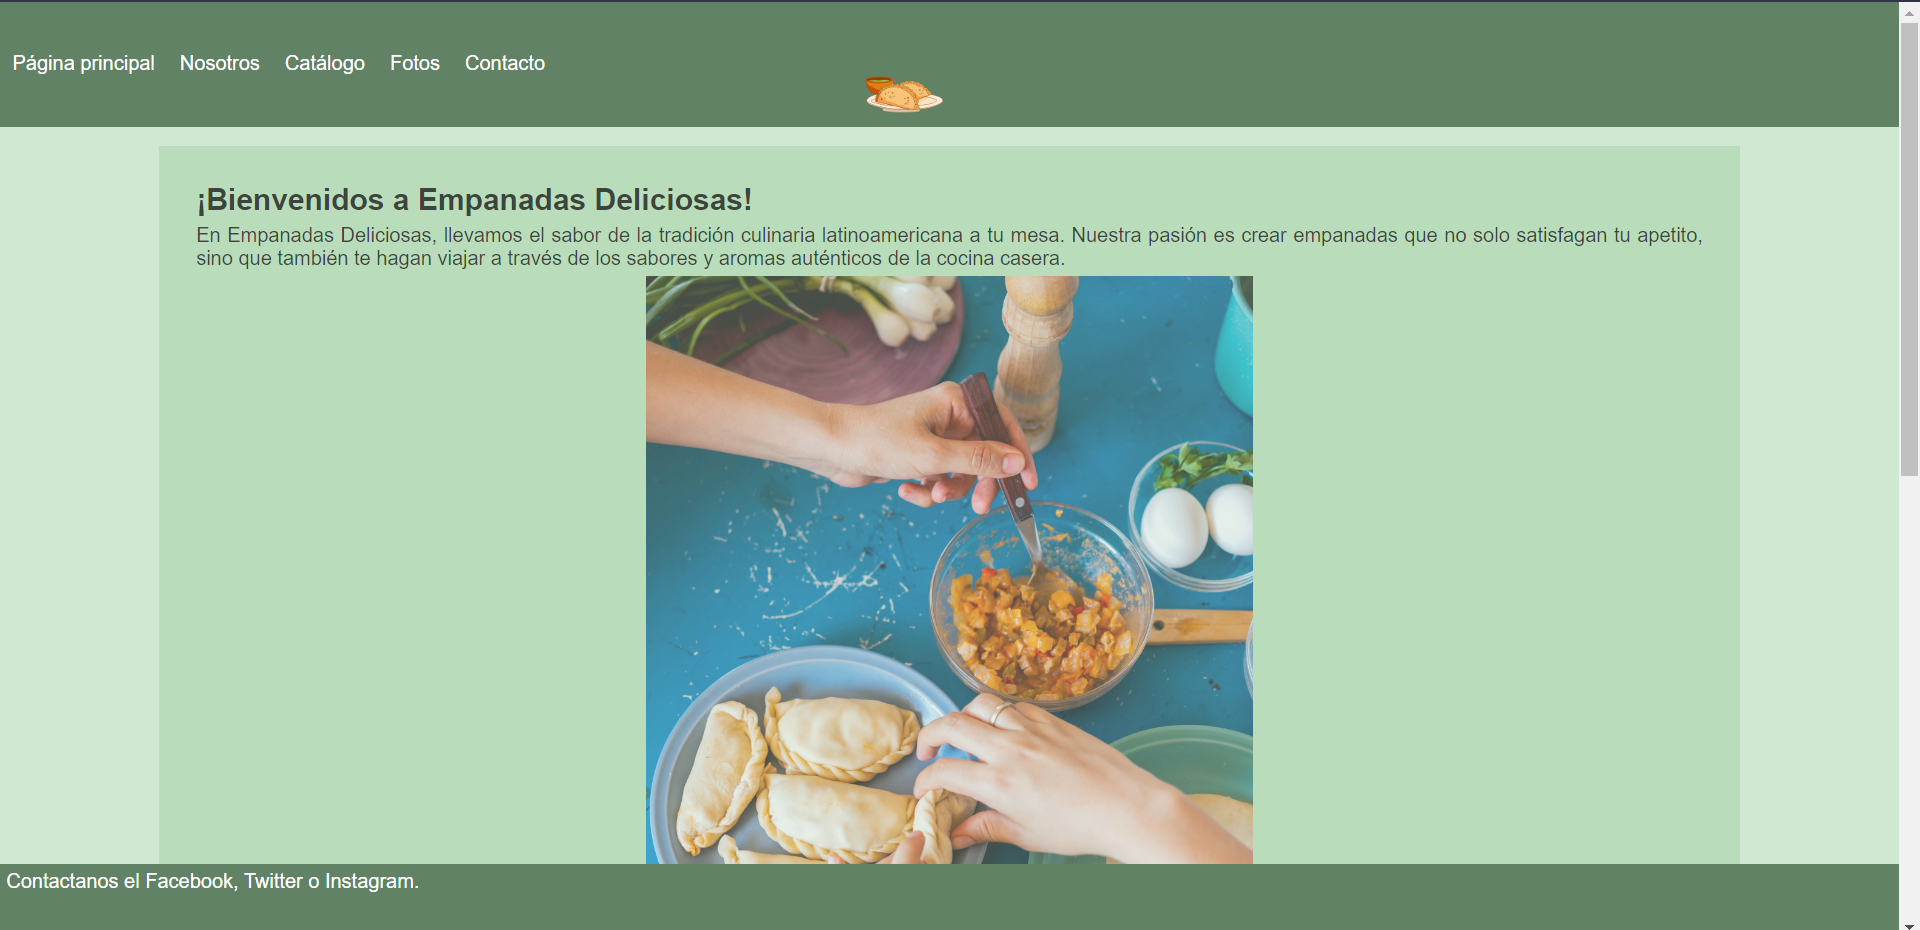 Página principal Nosotros Catálogo Fotos Contacto
¡Bienvenidos a Empanadas Deliciosas!
En Empanadas Deliciosas, llevamos el sabor de la tradición culinaria latinoamericana a tu mesa. Nuestra pasión es crear empanadas que no solo satisfagan tu apetito,
sino que también te hagan viajar a través de los sabores y aromas auténticos de la cocina casera.
Contactanos el Facebook, Twitter o Instagram.